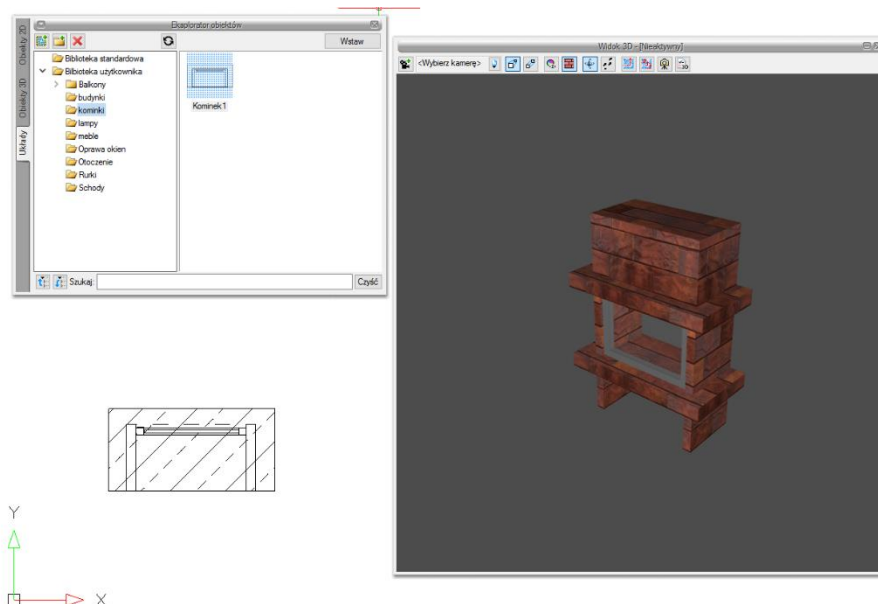 Eksplorator obiektów
Obiekty 2D
Obiekty 3D
Układy
Wstaw
Biblioteka standardowa
Bilbioteka użytkownika
Balkony
budynki
kominki
lampy
meble
Oprawa okien
Otoczenie
Rurki
Schody
Kominek1
Szukaj:
Czyść
Widok 3D - [Nieaktywny]
<Wybierz kamerę>
Y
X